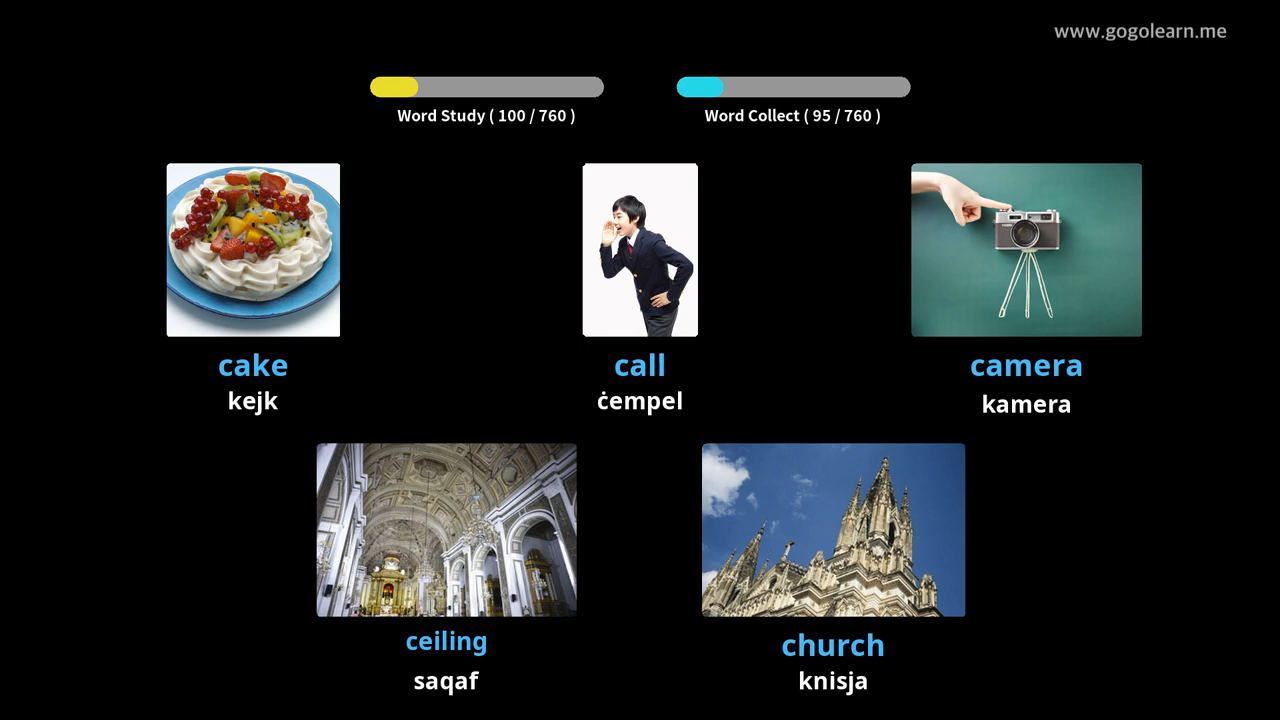 www.gogolearn.me
Word Study ( 100 / 760 )
Word Collect ( 95 / 760 )
cake
kejk
call
ċempel
camera
kamera
ceiling
saqaf
church
knisja